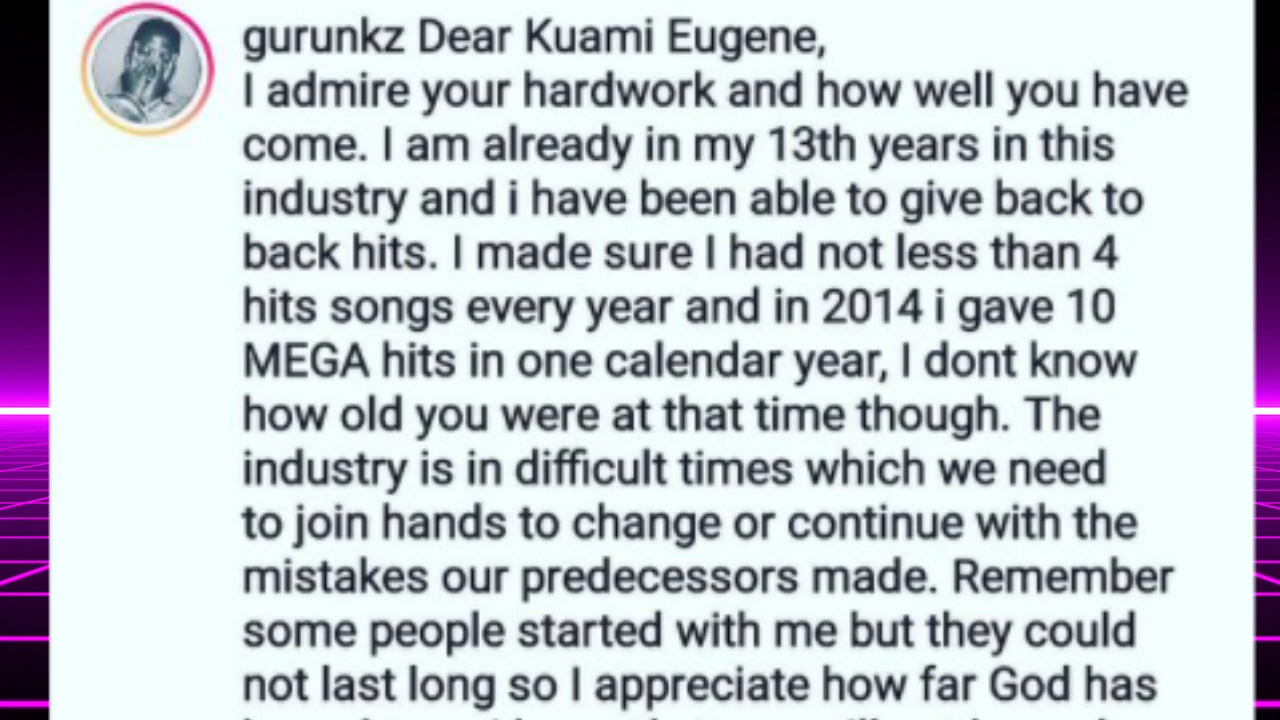 gurunkz Dear Kuami Eugene,
I admire your hardwork and how well you have
come. I am already in my 13th years in this
industry and i have been able to give back to
back hits. I made sure I had not less than 4
hits songs every year and in 2014 i gave 10
MEGA hits in one calendar year, I dont know
how old you were at that time though. The
industry is in difficult times which we need
to join hands to change or continue with the
mistakes our predecessors made. Remember
some people started with me but they could
not last long so I appreciate how far God has